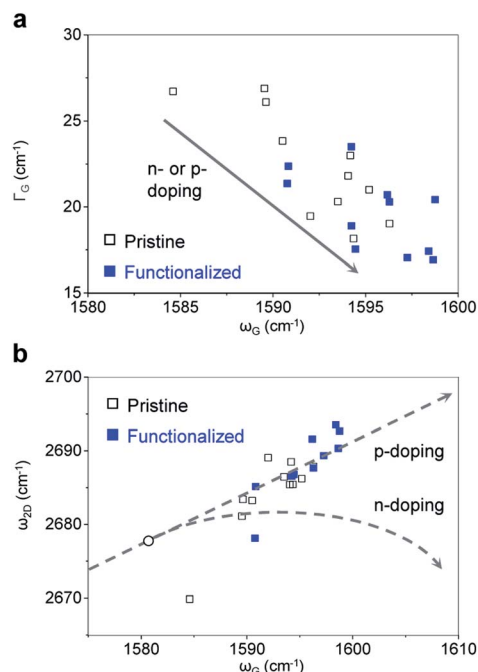 a
30
25
20
15
ΓG (cm-1)
n- or p-
doping
Pristine
Functionalized
1580 1585 1590 1595 1600
ωG (cm-1)
b
2700
2690
2680
2670
ω2D (cm-1)
Pristine
Functionalized
p-doping
n-doping
1580 1590 1600 1610
ωG (cm-1)